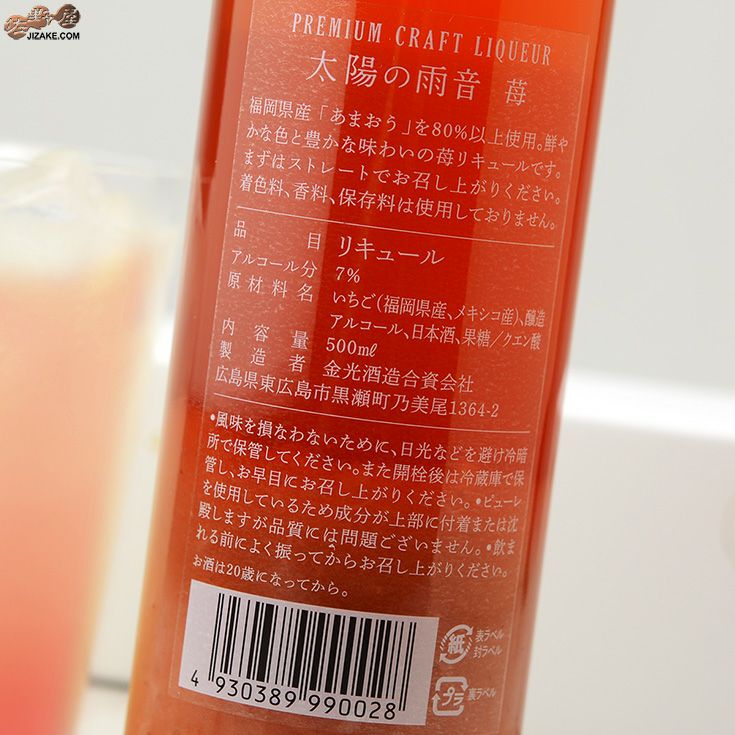 地酒屋
JIZAKE.COM
PREMIUM CRAFT LIQUEUR
太陽の雨音 苺
福岡県産「あまおう」を80%以上使用。鮮や
かな色と豊かな味わいの苺リキュールです。
まずはストレートでお召し上がりください。
着色料、香料、保存料は使用しておりません。
品目 リキュール
アルコール分 7%
原材料名 いちご(福岡県産、メキシコ産)、醸造
アルコール、日本酒、果糖／クエン酸
内容量 500mℓ
製造者 金光酒造合資会社
広島県東広島市黒瀬町乃美尾1364-2
•風味を損なわないために、日光などを避け冷暗
所で保管してください。また開栓後は冷蔵庫で保
管し、お早目にお召し上がりください。•ピューレ
を使用しているため成分が上部に付着または沈
殿しますが品質には問題ございません。•飲ま
れる前によく振ってからお召し上がりください。
お酒は20歳になってから。
4 930389 990028
紙 表ラベル
封ラベル
プラ 裏ラベル